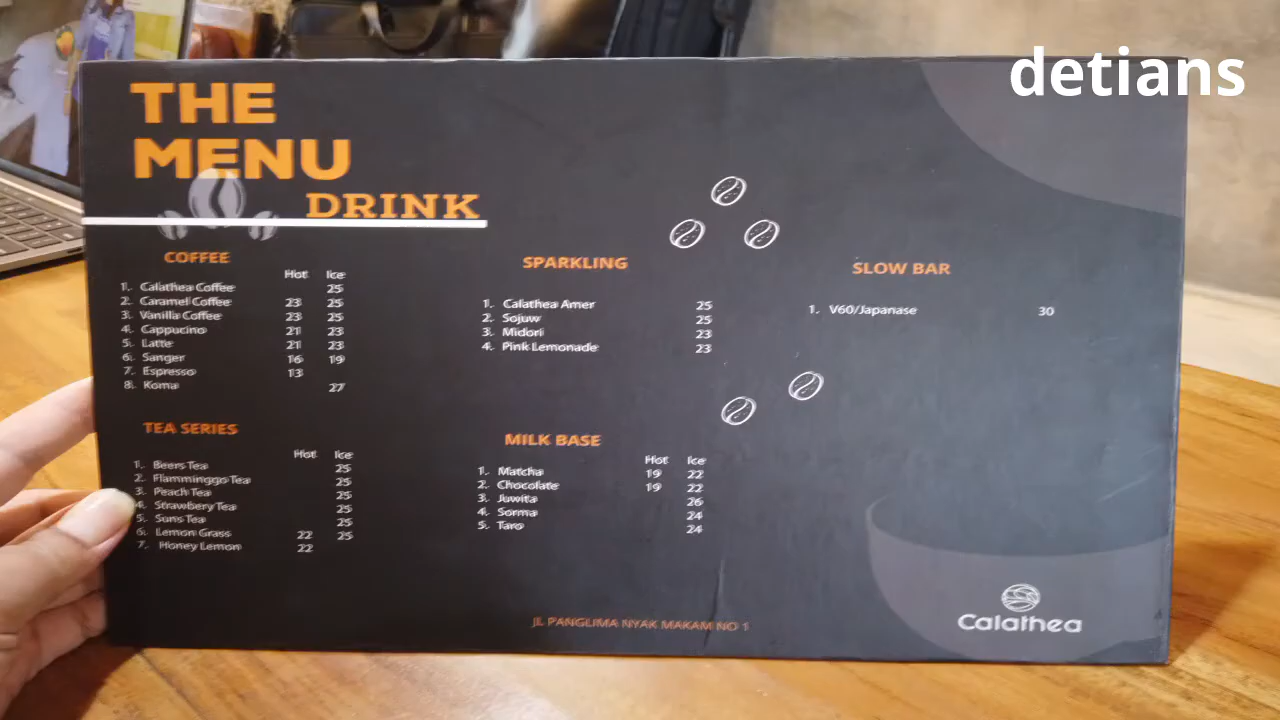 detians
THE
MENU
DRINK
COFFEE
Hot Ice
1. Calathea Coffee 25
2. Caramel Coffee 23 25
3. Vanilla Coffee 23 25
4. Cappucino 21 23
5. Latte 21 23
6. Sanger 16 19
7. Espresso 13
8. Koma 27
TEA SERIES
Hot Ice
1. Beers Tea 25
2. Flamminggo Tea 25
3. Peach Tea 25
4. Strawbery Tea 25
5. Suns Tea 25
6. Lemon Grass 22 25
7. Honey Lemon 22
SPARKLING
1. Calathea Amer 25
2. Sojuw 25
3. Midori 23
4. Pink Lemonade 23
MILK BASE
Hot Ice
1. Matcha 19 22
2. Chocolate 19 22
3. Juwita 26
4. Sorma 24
5. Taro 24
SLOW BAR
1. V60/Japanase 30
JL PANGLIMA NYAK MAKAM NO 1
Calathea